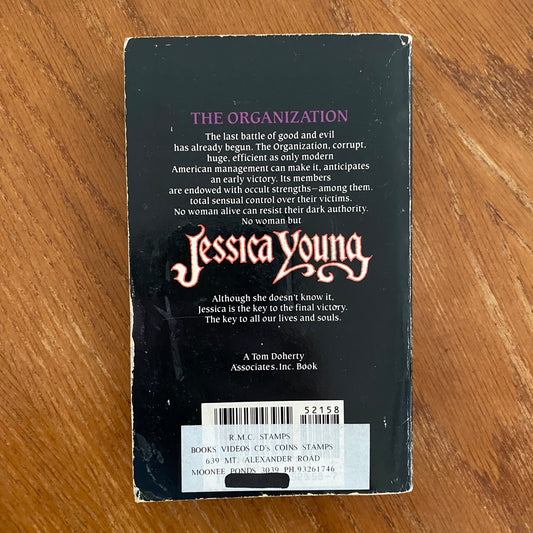 THE ORGANIZATION
The last battle of good and evil
has already begun. The Organization, corrupt,
huge, efficient as only modern
American management can make it, anticipates
an early victory. Its members
are endowed with occult strengths—among them,
total sensual control over their victims.
No woman alive can resist their dark authority.
No woman but
Jessica Young
Although she doesn't know it,
Jessica is the key to the final victory.
The key to all our lives and souls.
A Tom Doherty
Associates, Inc. Book
52158
R.M.C. STAMPS
BOOKS VIDEOS CD's COINS STAMPS
639 MT. ALEXANDER ROAD
MOONEE PONDS 3039 PH.93261746